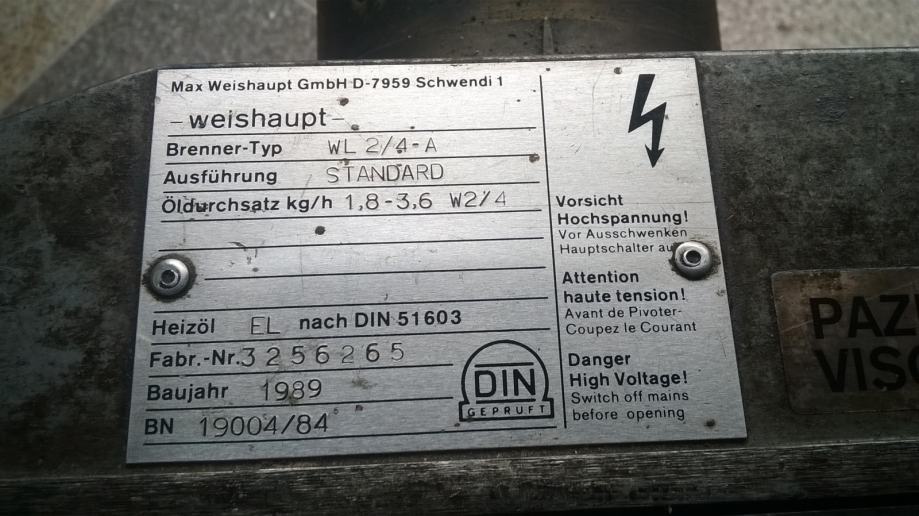 Max Weishaupt GmbH D-7959 Schwendi 1
-weishaupt-
Brenner-Typ WL 2/4-A
Ausführung STANDARD
Öldurchsatz kg/h 1,8-3,6 W2/4
Heizöl EL nach DIN 51603
Fabr.-Nr. 3256265
Baujahr 1989
BN 19004/84
DIN
GEPRÜFT
Vorsicht
Hochspannung!
Vor Ausschwenken
Hauptschalter
Attention
haute tension!
Avant de Pivoter-
Coupez le Courant
Danger
High Voltage!
Switch off mains
before opening